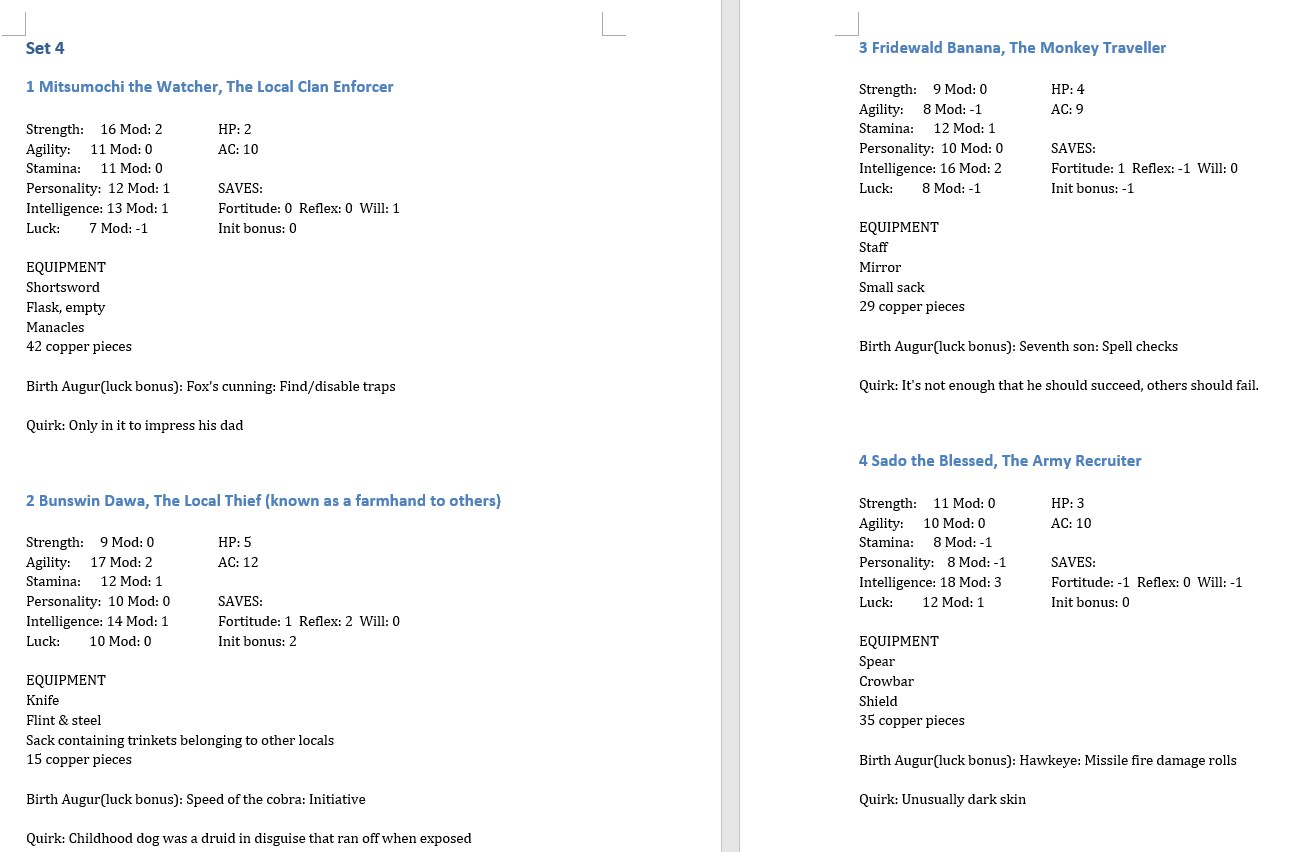 Set 4
1 Mitsumochi the Watcher, The Local Clan Enforcer
Strength: 16 Mod: 2 HP: 2
Agility: 11 Mod: 0 AC: 10
Stamina: 11 Mod: 0
Personality: 12 Mod: 1 SAVES:
Intelligence: 13 Mod: 1 Fortitude: 0 Reflex: 0 Will: 1
Luck: 7 Mod: -1 Init bonus: 0
EQUIPMENT
Shortsword
Flask, empty
Manacles
42 copper pieces
Birth Augur(luck bonus): Fox's cunning: Find/disable traps
Quirk: Only in it to impress his dad
2 Bunswin Dawa, The Local Thief (known as a farmhand to others)
Strength: 9 Mod: 0 HP: 5
Agility: 17 Mod: 2 AC: 12
Stamina: 12 Mod: 1
Personality: 10 Mod: 0 SAVES:
Intelligence: 14 Mod: 1 Fortitude: 1 Reflex: 2 Will: 0
Luck: 10 Mod: 0 Init bonus: 2
EQUIPMENT
Knife
Flint & steel
Sack containing trinkets belonging to other locals
15 copper pieces
Birth Augur(luck bonus): Speed of the cobra: Initiative
Quirk: Childhood dog was a druid in disguise that ran off when exposed
3 Fridewald Banana, The Monkey Traveller
Strength: 9 Mod: 0 HP: 4
Agility: 8 Mod: -1 AC: 9
Stamina: 12 Mod: 1
Personality: 10 Mod: 0 SAVES:
Intelligence: 16 Mod: 2 Fortitude: 1 Reflex: -1 Will: 0
Luck: 8 Mod: -1 Init bonus: -1
EQUIPMENT
Staff
Mirror
Small sack
29 copper pieces
Birth Augur(luck bonus): Seventh son: Spell checks
Quirk: It's not enough that he should succeed, others should fail.
4 Sado the Blessed, The Army Recruiter
Strength: 11 Mod: 0 HP: 3
Agility: 10 Mod: 0 AC: 10
Stamina: 8 Mod: -1
Personality: 8 Mod: -1 SAVES:
Intelligence: 18 Mod: 3 Fortitude: -1 Reflex: 0 Will: -1
Luck: 12 Mod: 1 Init bonus: 0
EQUIPMENT
Spear
Crowbar
Shield
35 copper pieces
Birth Augur(luck bonus): Hawkeye: Missile fire damage rolls
Quirk: Unusually dark skin